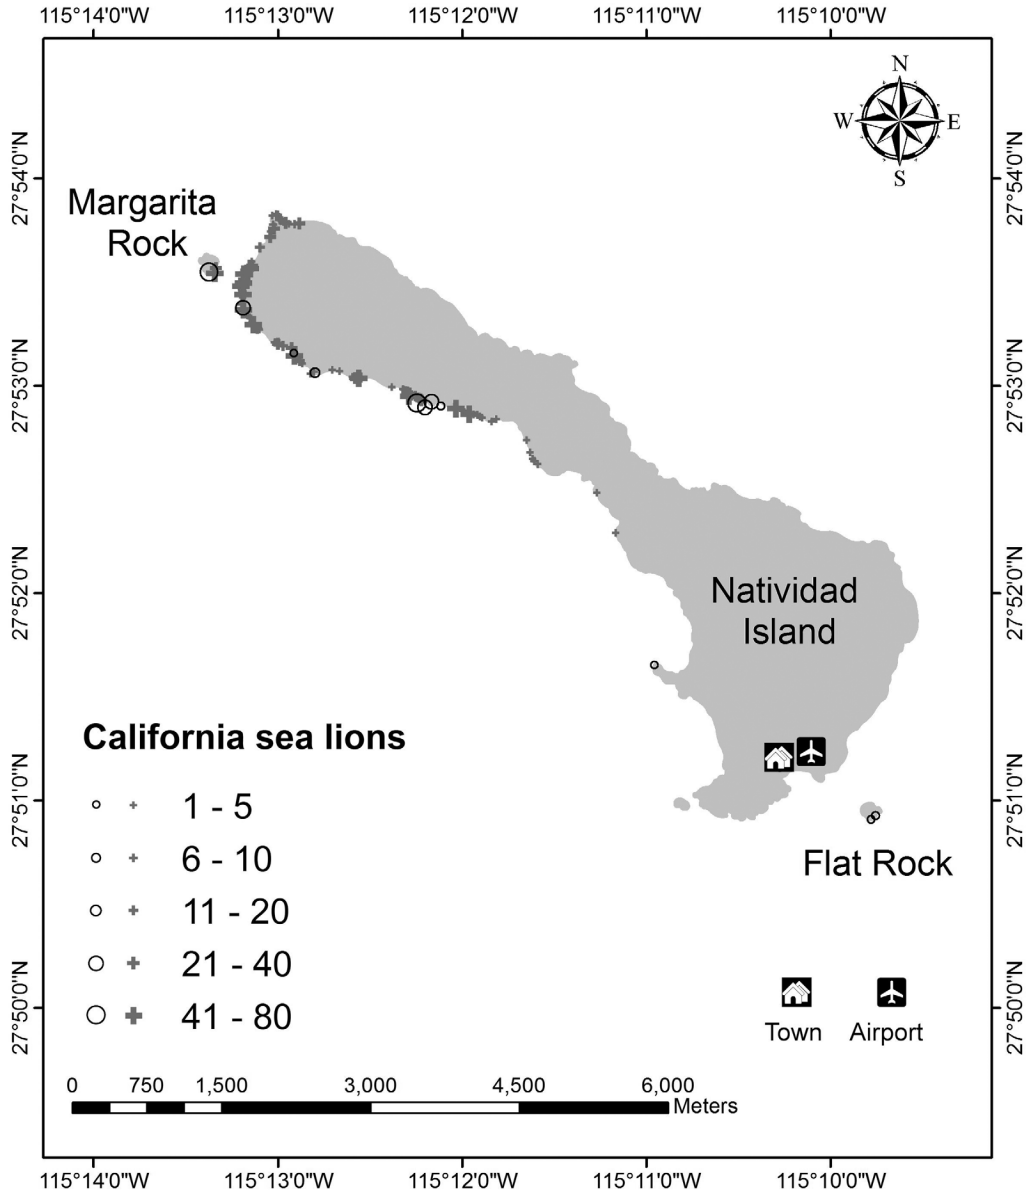 115°14'0"W 115°13'0"W 115°12'0"W 115°11'0"W 115°10'0"W
N
W E
S
27°54'0"N 27°54'0"N
Margarita
Rock
27°53'0"N 27°53'0"N
27°52'0"N 27°52'0"N
Natividad
Island
California sea lions
27°51'0"N 27°51'0"N
1 - 5
Flat Rock
6 - 10
11 - 20
21 - 40
27°50'0"N 27°50'0"N
41 - 80
Town Airport
0 750 1,500 3,000 4,500 6,000
Meters
115°14'0"W 115°13'0"W 115°12'0"W 115°11'0"W 115°10'0"W